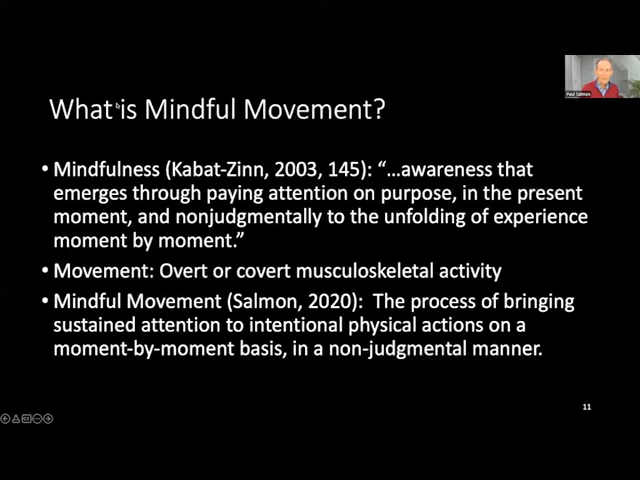 What is Mindful Movement?
• Mindfulness (Kabat-Zinn, 2003, 145): “...awareness that
emerges through paying attention on purpose, in the present
moment, and nonjudgmentally to the unfolding of experience
moment by moment.”
• Movement: Overt or covert musculoskeletal activity
• Mindful Movement (Salmon, 2020): The process of bringing
sustained attention to intentional physical actions on a
moment-by-moment basis, in a non-judgmental manner.
Paul Salmon
11